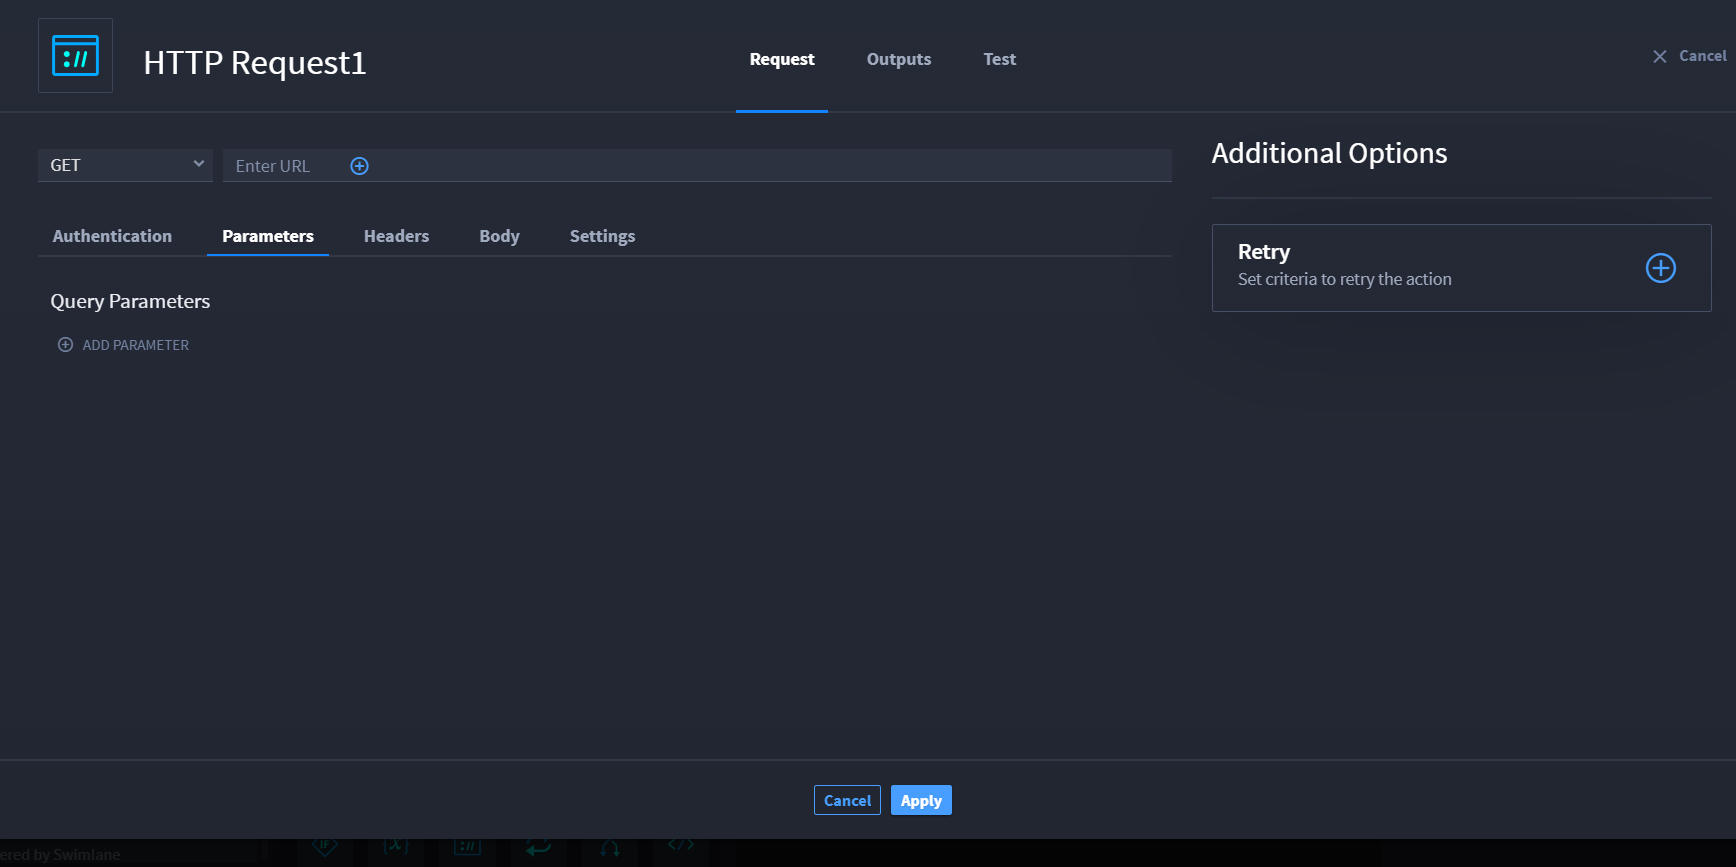 HTTP Request1
Request
Outputs
Test
Cancel
GET
Enter URL
Additional Options
Authentication
Parameters
Headers
Body
Settings
Retry
Set criteria to retry the action
Query Parameters
ADD PARAMETER
Cancel
Apply
ered by Swimlane